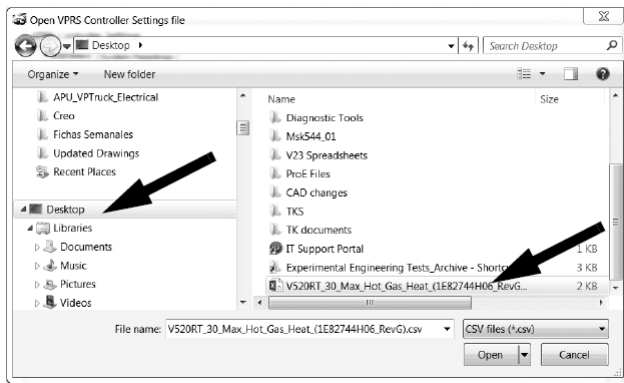 Open VPRS Controller Settings file
Desktop
Search Desktop
Organize
New folder
APU_VPTruck_Electrical
Creo
Fichas Semanales
Updated Drawings
Recent Places
Desktop
Libraries
Documents
Music
Pictures
Videos
Name
Size
Diagnostic Tools
Msk544_01
V23 Spreadsheets
ProE Files
CAD changes
TKS
TK documents
IT Support Portal
1 KB
Experimental Engineering Tests_Archive - Shortc
3 KB
V520RT_30_Max_Hot_Gas_Heat_(1E82744H06_RevG...
2 KB
File name:
V520RT_30_Max_Hot_Gas_Heat_(1E82744H06_RevG).csv
CSV files (*.csv)
Open
Cancel